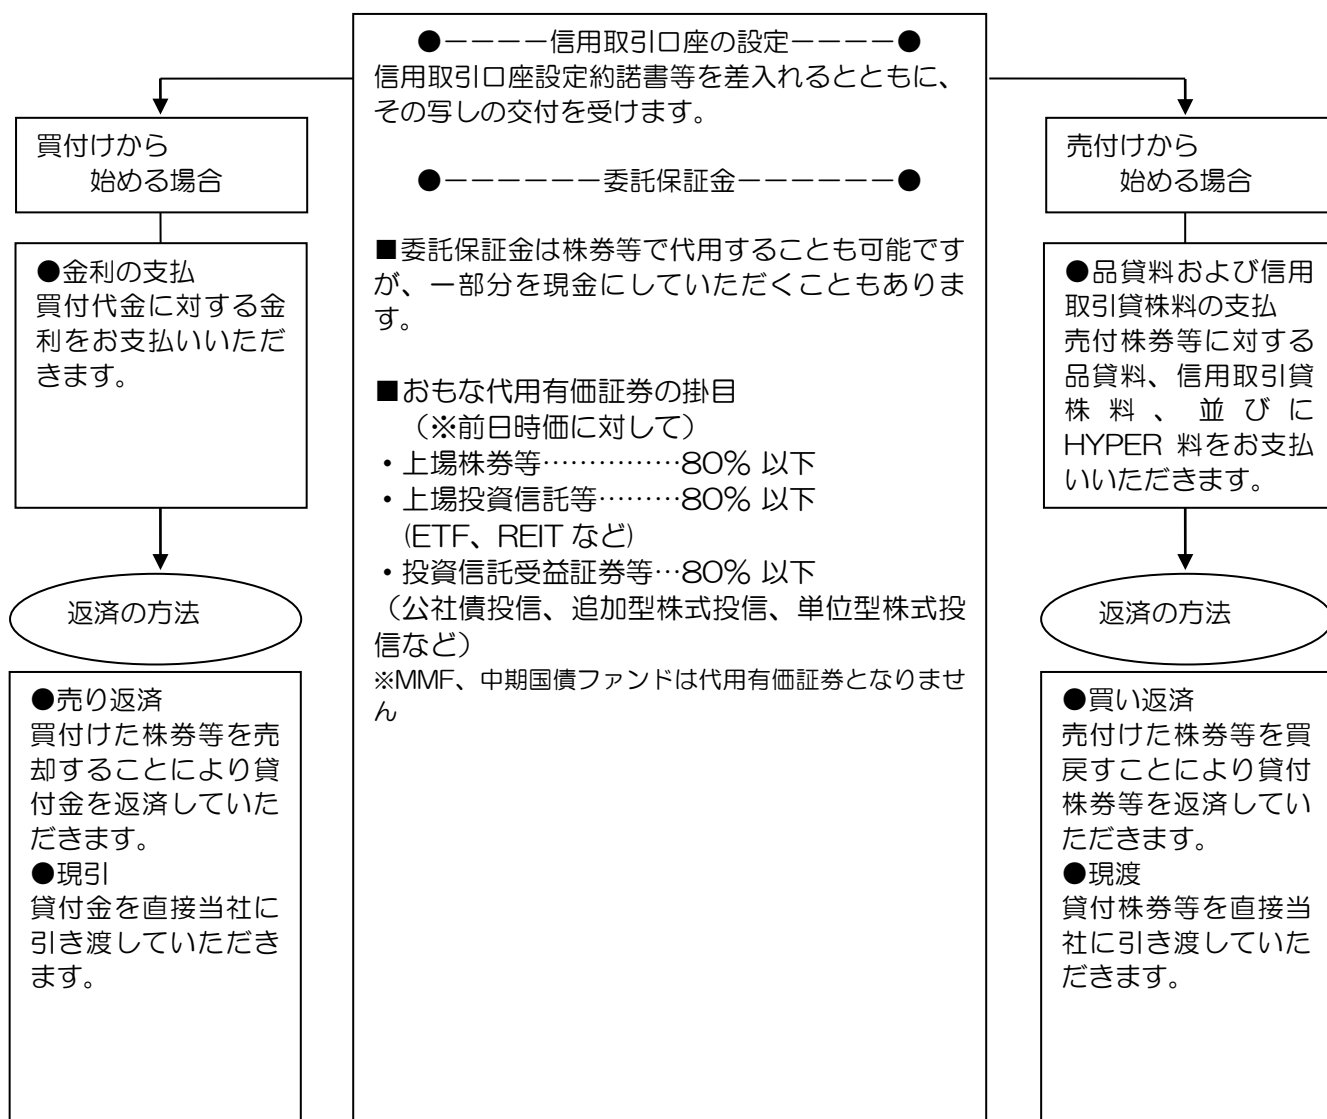 ●ーーーー信用取引口座の設定ーーーー●
信用取引口座設定約諾書等を差入れるとともに、
その写しの交付を受けます。
●ーーーーーー委託保証金ーーーーーー●
■委託保証金は株券等で代用することも可能です
が、一部分を現金にしていただくこともありま
す。
■おもな代用有価証券の掛目
（※前日時価に対して）
・上場株券等……………80% 以下
・上場投資信託等………80% 以下
(ETF、REIT など)
・投資信託受益証券等…80% 以下
（公社債投信、追加型株式投信、単位型株式投
信など）
※MMF、中期国債ファンドは代用有価証券となりませ
ん
買付けから
始める場合
●金利の支払
買付代金に対する金
利をお支払いいただ
きます。
返済の方法
●売り返済
買付けた株券等を売
却することにより貸
付金を返済していた
だきます。
●現引
貸付金を直接当社に
引き渡していただき
ます。
売付けから
始める場合
●品貸料および信用
取引貸株料の支払
売付株券等に対する
品貸料、信用取引貸
株料、並びに
HYPER 料をお支払
いいただきます。
返済の方法
●買い返済
売付けた株券等を買
戻すことにより貸付
株券等を返済してい
ただきます。
●現渡
貸付株券等を直接当
社に引き渡していた
だきます。